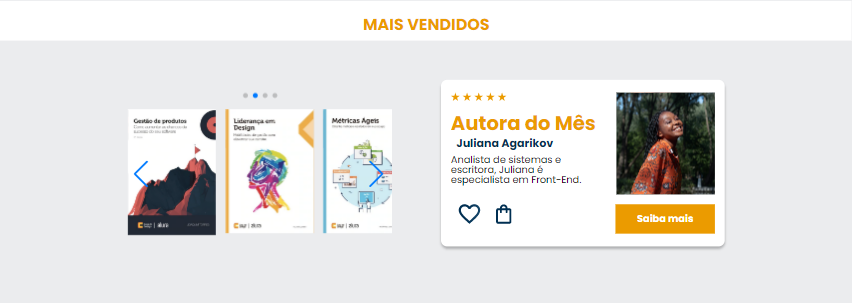 MAIS VENDIDOS
Gestão de produtos
Liderança em
Design
Métricas Ágeis
★★★★★
Autora do Mês
Juliana Agarikov
Analista de sistemas e
escritora, Juliana é
especialista em Front-End.
Saiba mais